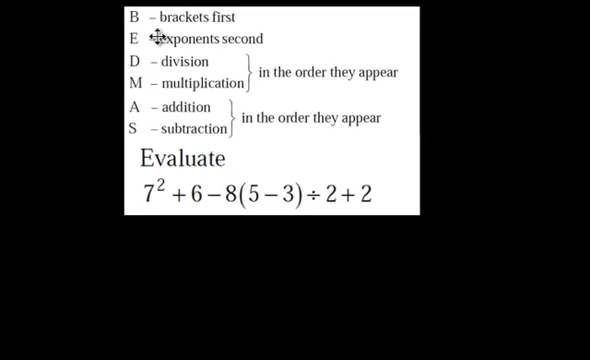 B – brackets first
E xponents second
D – division
M – multiplication } in the order they appear
A – addition
S – subtraction } in the order they appear
Evaluate
7² + 6 – 8(5 – 3) ÷ 2 + 2